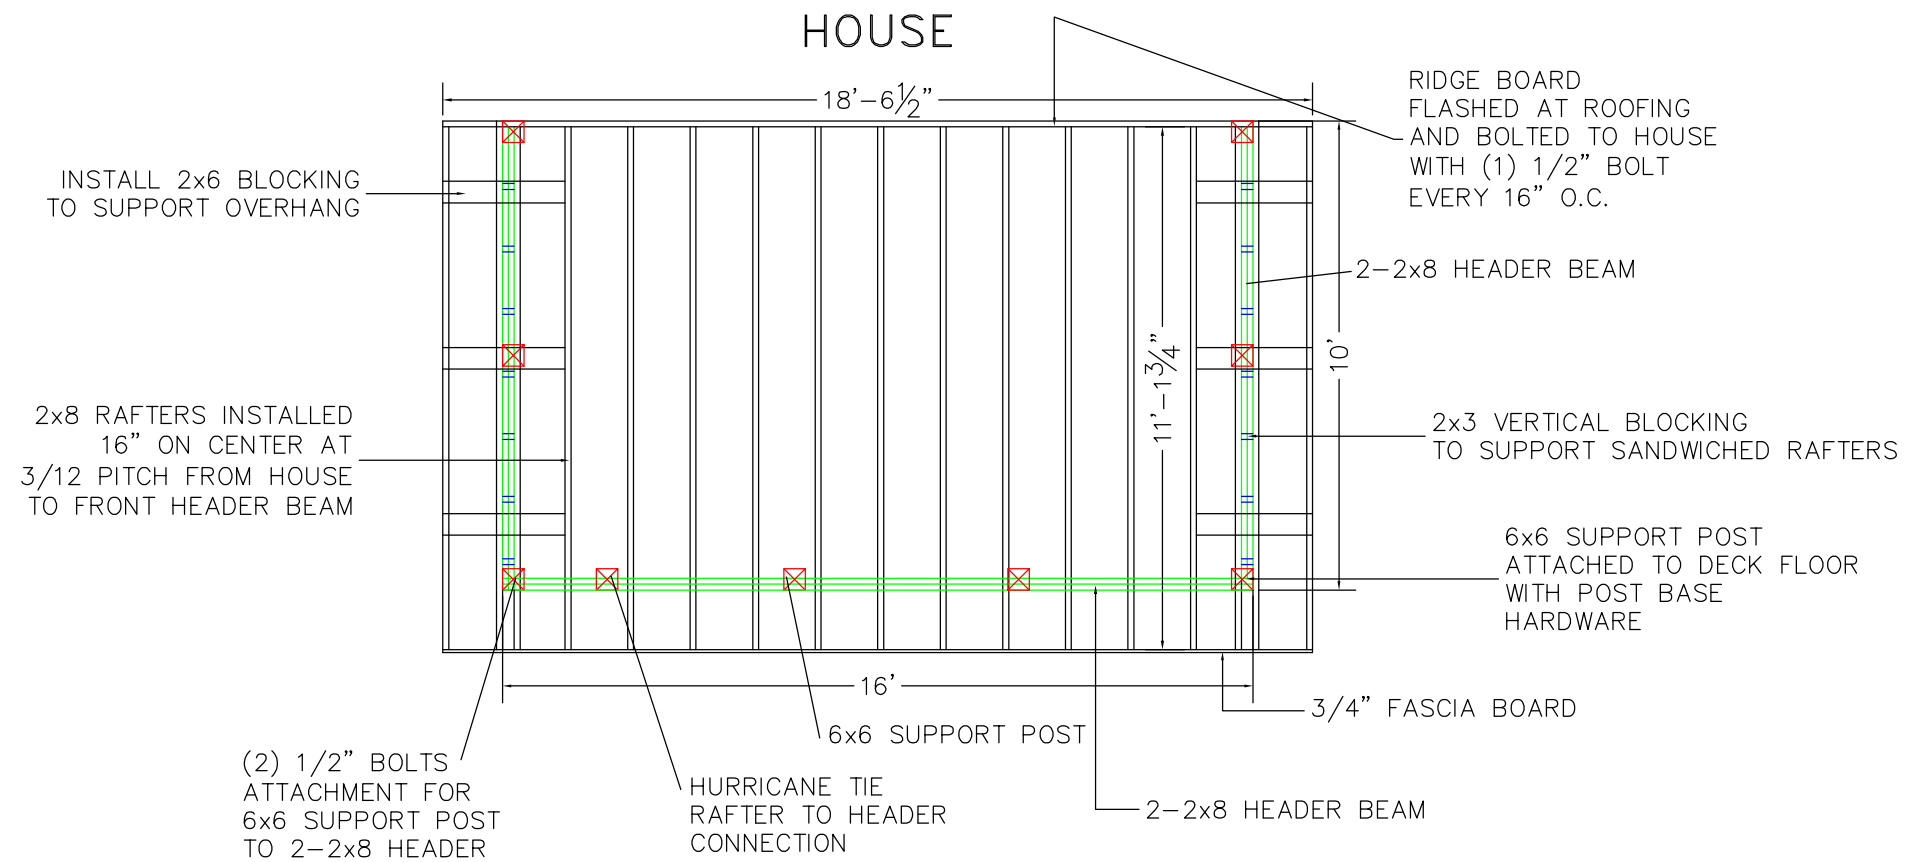 HOUSE
18'-6½"
RIDGE BOARD
FLASHED AT ROOFING
AND BOLTED TO HOUSE
WITH (1) 1/2" BOLT
EVERY 16" O.C.
INSTALL 2x6 BLOCKING
TO SUPPORT OVERHANG
2-2x8 HEADER BEAM
11'-1¾"
10'
2x8 RAFTERS INSTALLED
16" ON CENTER AT
3/12 PITCH FROM HOUSE
TO FRONT HEADER BEAM
2x3 VERTICAL BLOCKING
TO SUPPORT SANDWICHED RAFTERS
6x6 SUPPORT POST
ATTACHED TO DECK FLOOR
WITH POST BASE
HARDWARE
16'
3/4" FASCIA BOARD
6x6 SUPPORT POST
(2) 1/2" BOLTS
ATTACHMENT FOR
6x6 SUPPORT POST
TO 2-2x8 HEADER
HURRICANE TIE
RAFTER TO HEADER
CONNECTION
2-2x8 HEADER BEAM